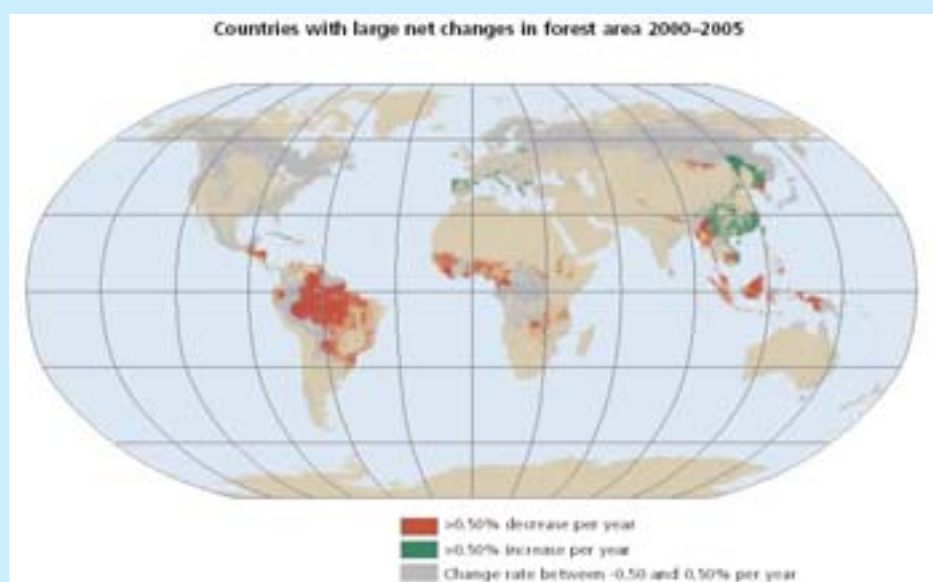 Countries with large net changes in forest area 2000–2005
>0.50% decrease per year
>0.50% increase per year
Change rate between -0.50 and 0.50% per year